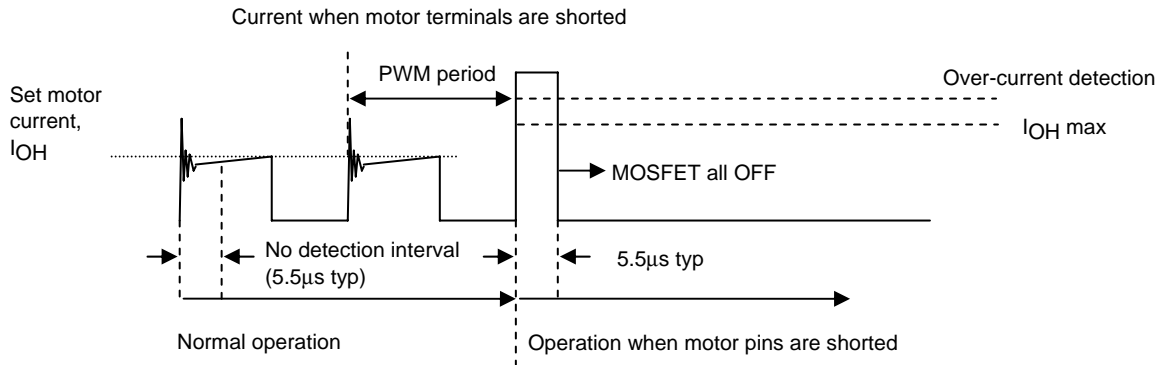 Current when motor terminals are shorted
PWM period
Over-current detection
Set motor
current,
IOH
IOH max
MOSFET all OFF
No detection interval
(5.5μs typ)
5.5μs typ
Normal operation
Operation when motor pins are shorted